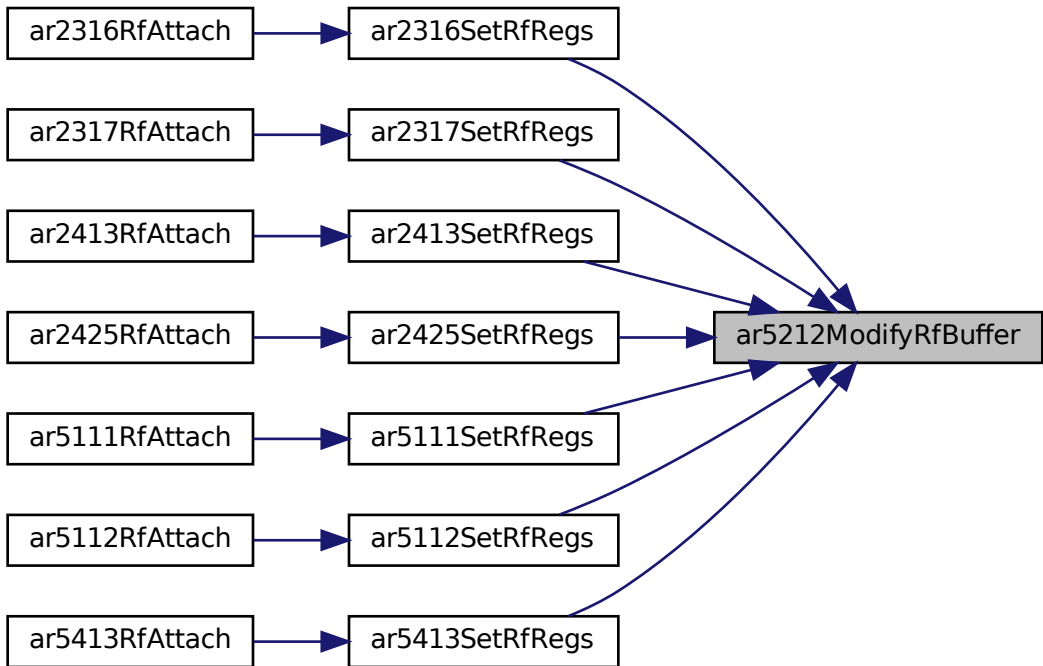 ar2316RfAttach
ar2316SetRfRegs
ar2317RfAttach
ar2317SetRfRegs
ar2413RfAttach
ar2413SetRfRegs
ar2425RfAttach
ar2425SetRfRegs
ar5212ModifyRfBuffer
ar5111RfAttach
ar5111SetRfRegs
ar5112RfAttach
ar5112SetRfRegs
ar5413RfAttach
ar5413SetRfRegs